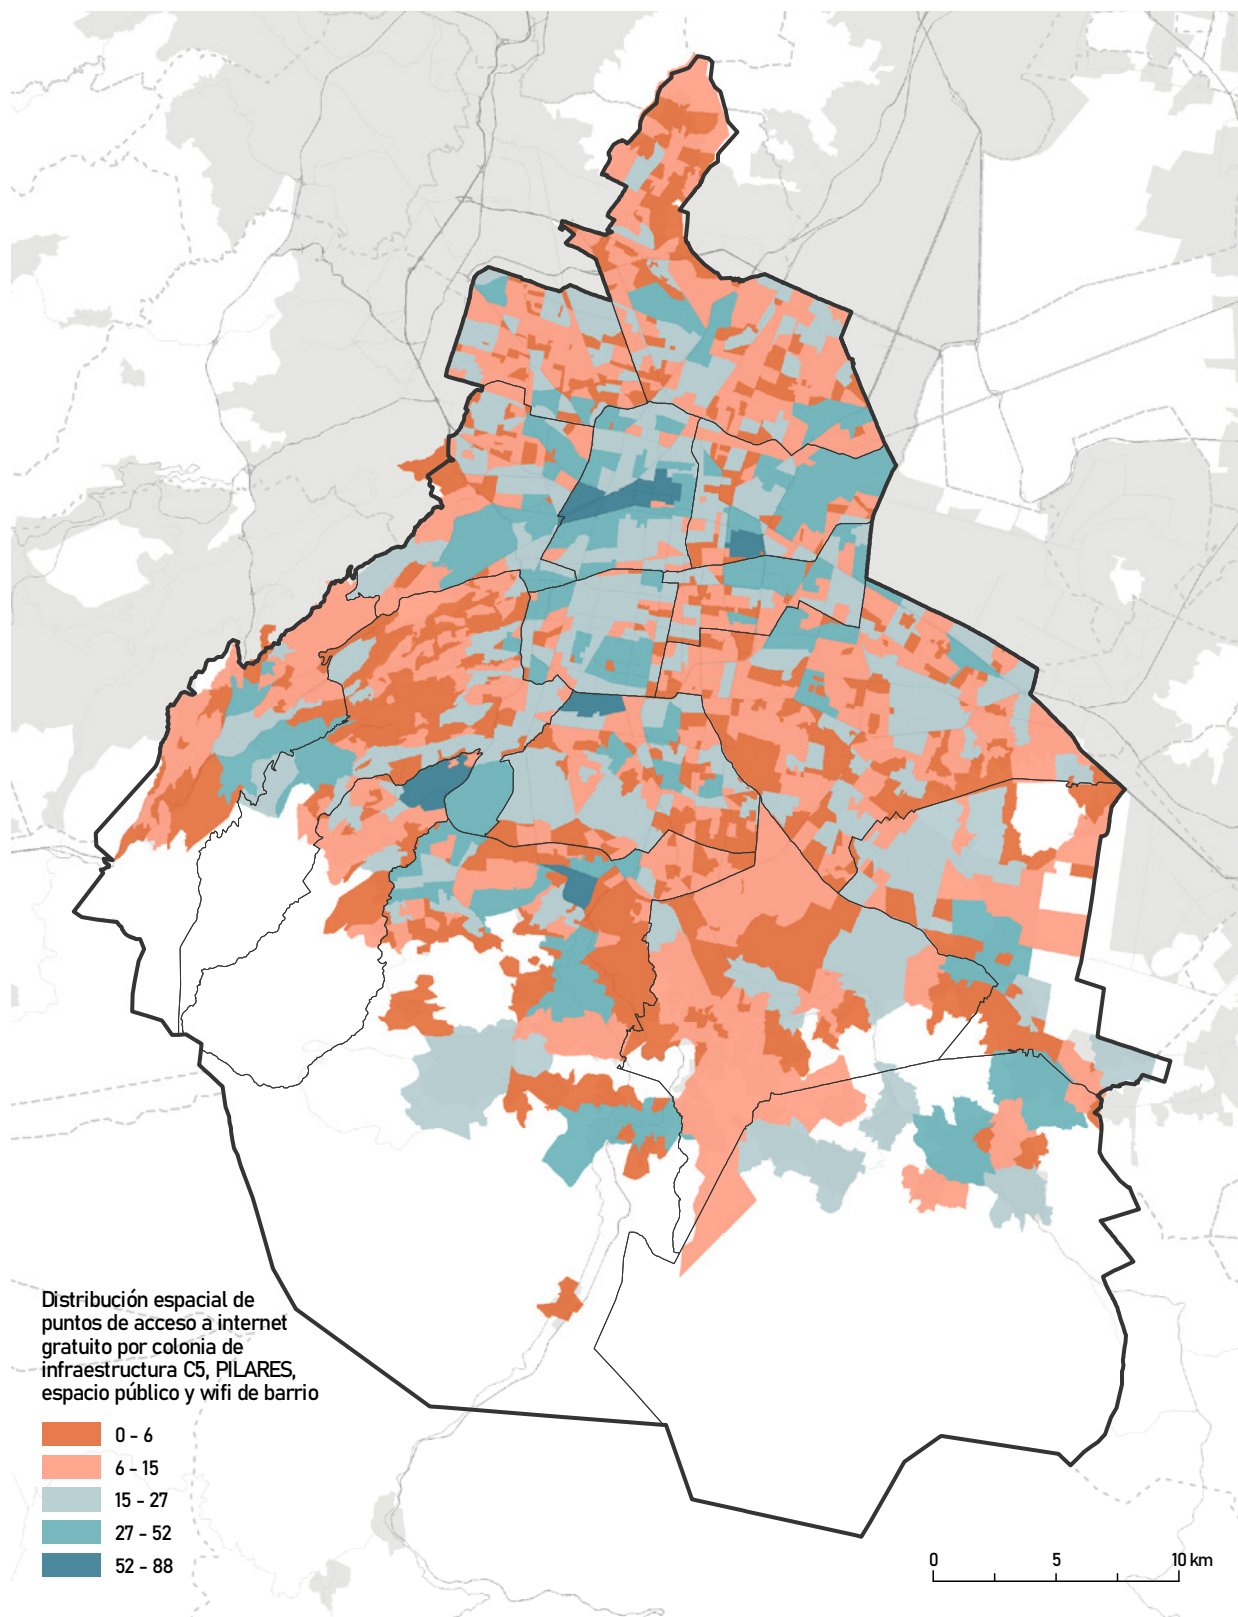 Distribución espacial de
puntos de acceso a internet
gratuito por colonia de
infraestructura C5, PILARES,
espacio público y wifi de barrio
0 - 6
6 - 15
15 - 27
27 - 52
52 - 88
0 5 10 km